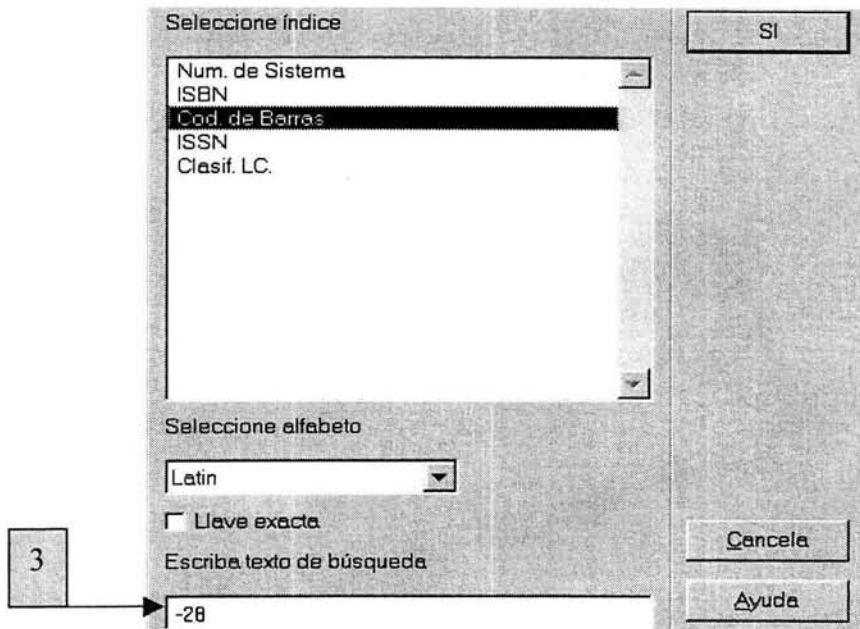 Seleccione índice
SI
Num. de Sistema
ISBN
Cod. de Barras
ISSN
Clasif. LC.
Seleccione alfabeto
Latin
Llave exacta
Cancela
3
Escriba texto de búsqueda
Ayuda
-28